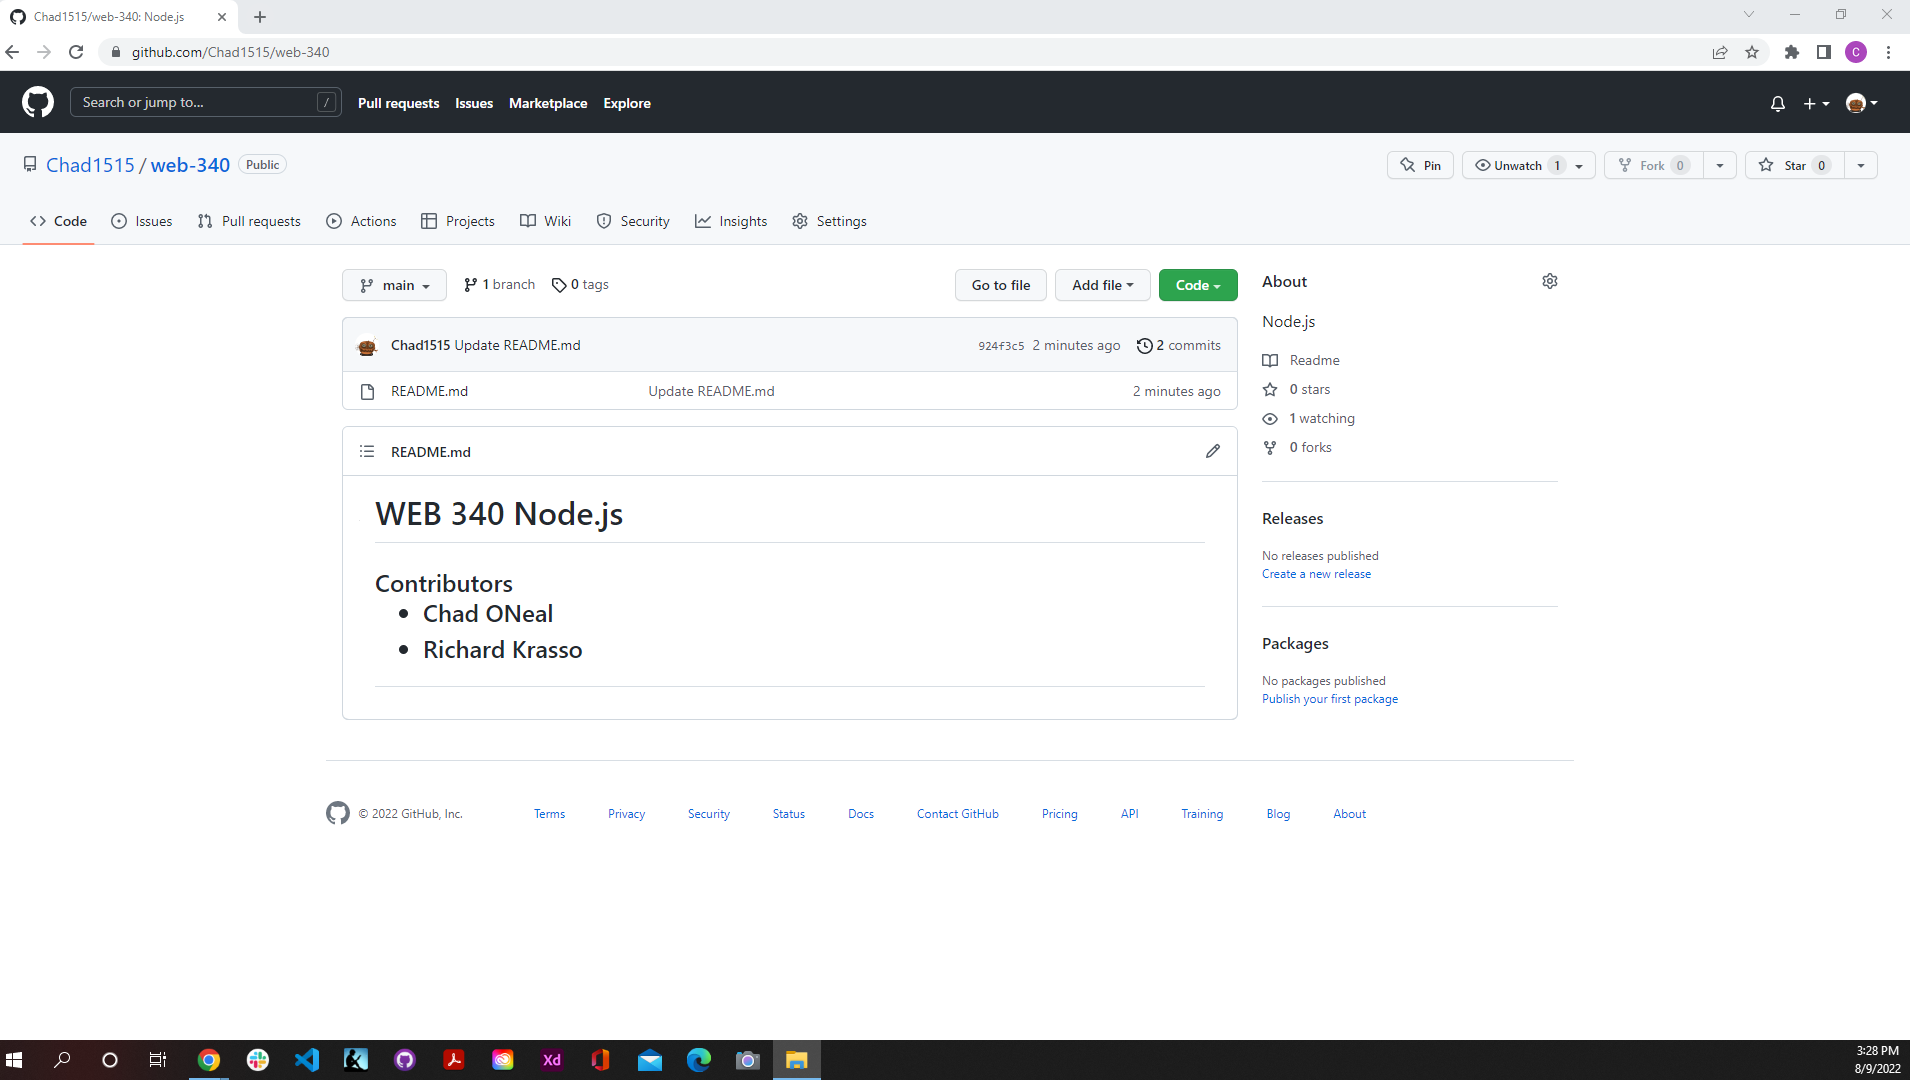 Chad1515/web-340: Node.js
github.com/Chad1515/web-340
C
Search or jump to... / Pull requests Issues Marketplace Explore
Chad1515 / web-340 Public Pin Unwatch 1 Fork 0 Star 0
Code Issues Pull requests Actions Projects Wiki Security Insights Settings
main 1 branch 0 tags Go to file Add file Code
Chad1515 Update README.md 924f3c5 2 minutes ago 2 commits
README.md Update README.md 2 minutes ago
README.md
WEB 340 Node.js
Contributors
• Chad ONeal
• Richard Krasso
About
Node.js
Readme
0 stars
1 watching
0 forks
Releases
No releases published
Create a new release
Packages
No packages published
Publish your first package
© 2022 GitHub, Inc. Terms Privacy Security Status Docs Contact GitHub Pricing API Training Blog About
Xd
3:28 PM
8/9/2022